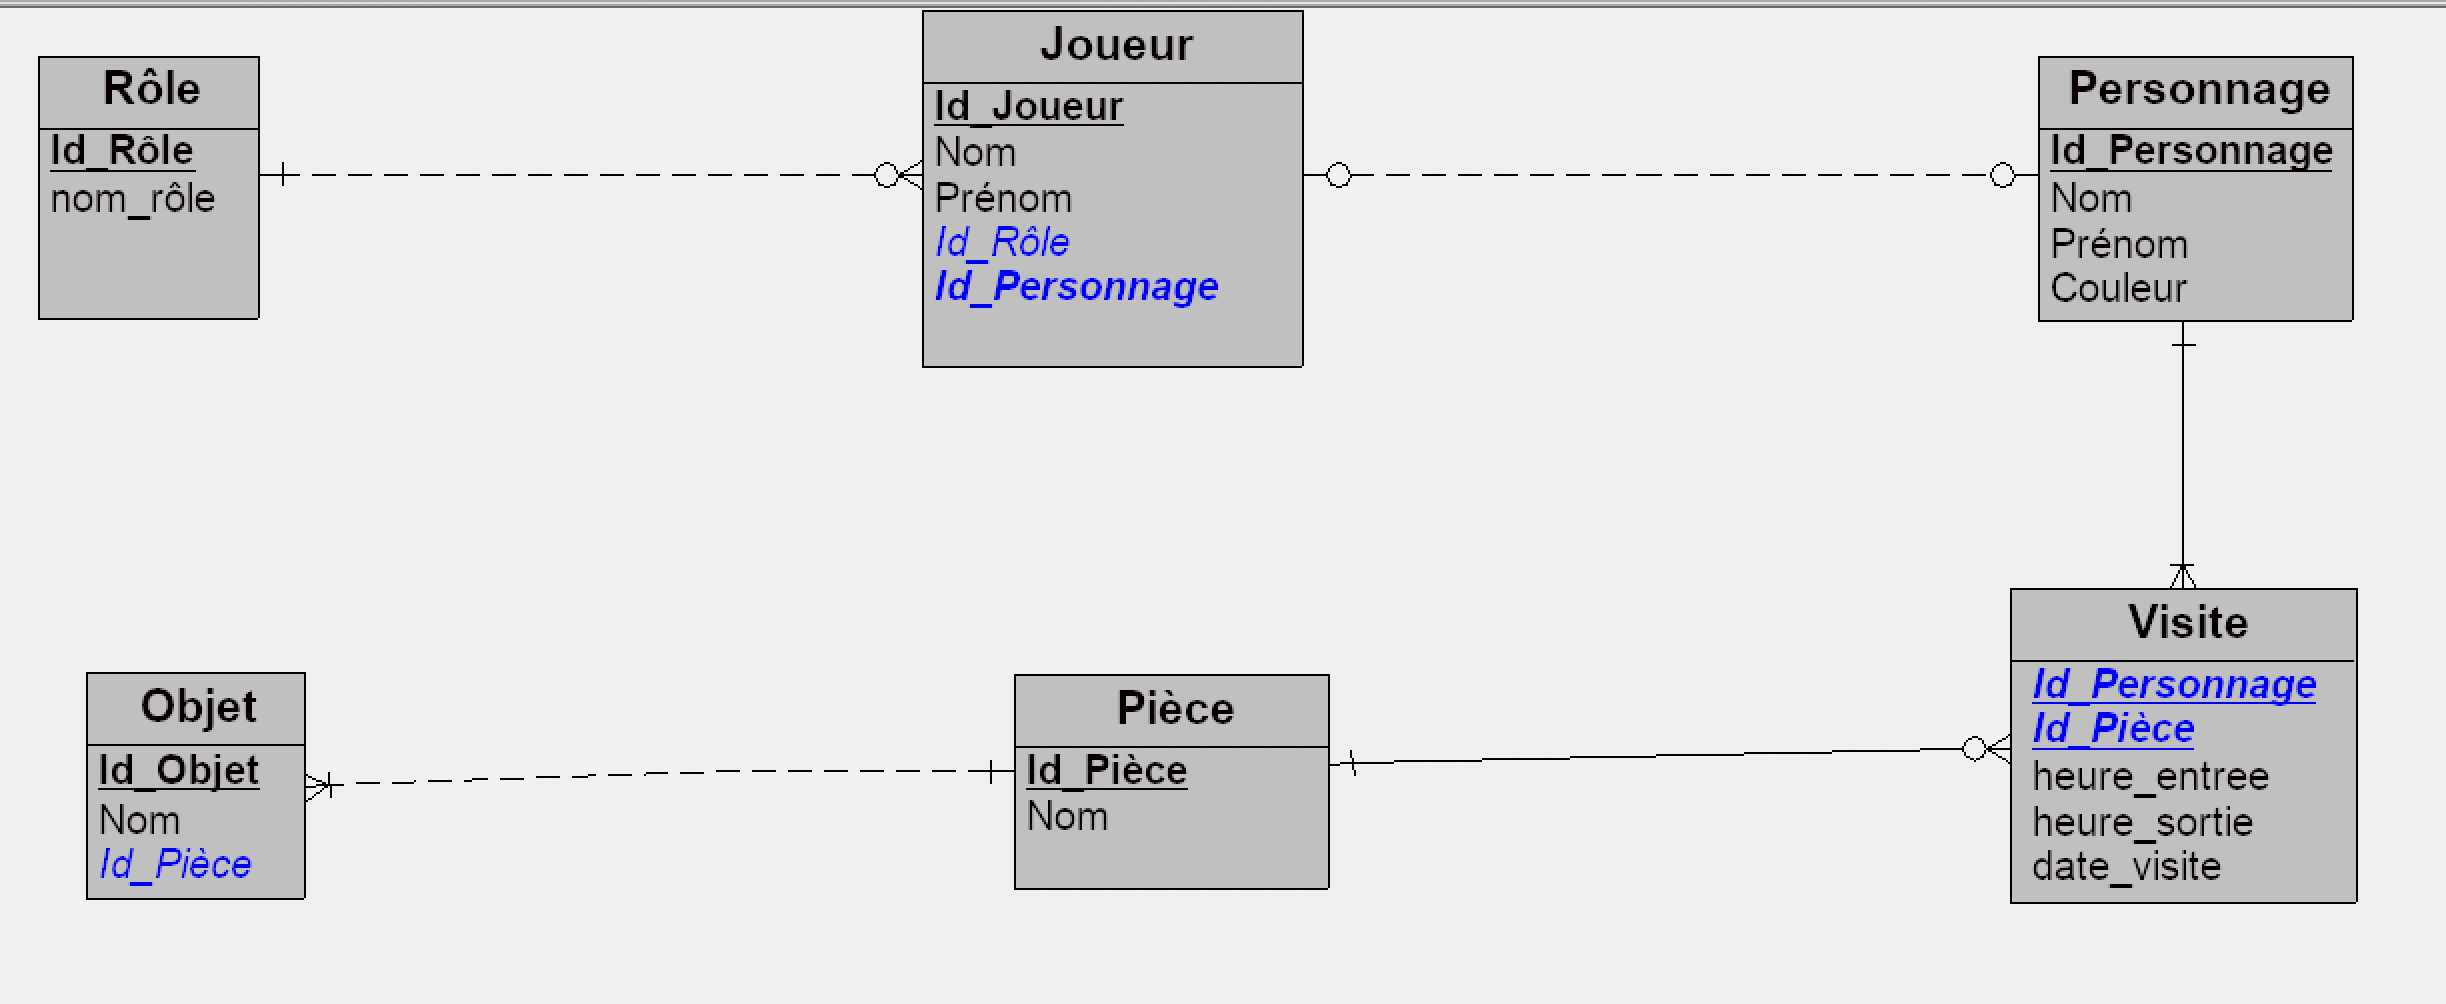 Rôle
Id_Rôle
nom_rôle
Joueur
Id_Joueur
Nom
Prénom
Id_Rôle
Id_Personnage
Personnage
Id_Personnage
Nom
Prénom
Couleur
Objet
Id_Objet
Nom
Id_Pièce
Pièce
Id_Pièce
Nom
Visite
Id_Personnage
Id_Pièce
heure_entree
heure_sortie
date_visite